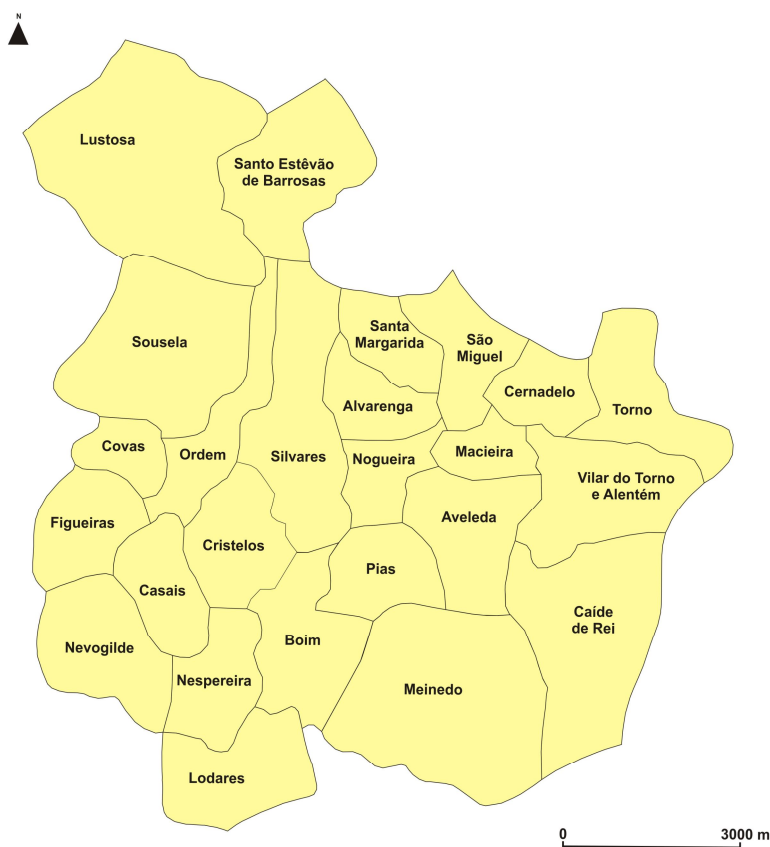 N
Lustosa
Santo Estêvão
de Barrosas
Santa
Margarida
São
Miguel
Sousela
Cernadelo
Torno
Alvarenga
Covas
Ordem
Silvares
Nogueira
Macieira
Vilar do Torno
e Alentém
Figueiras
Aveleda
Cristelos
Pias
Casais
Caíde
de Rei
Nevogilde
Boim
Nespereira
Meinedo
Lodares
0 3000 m